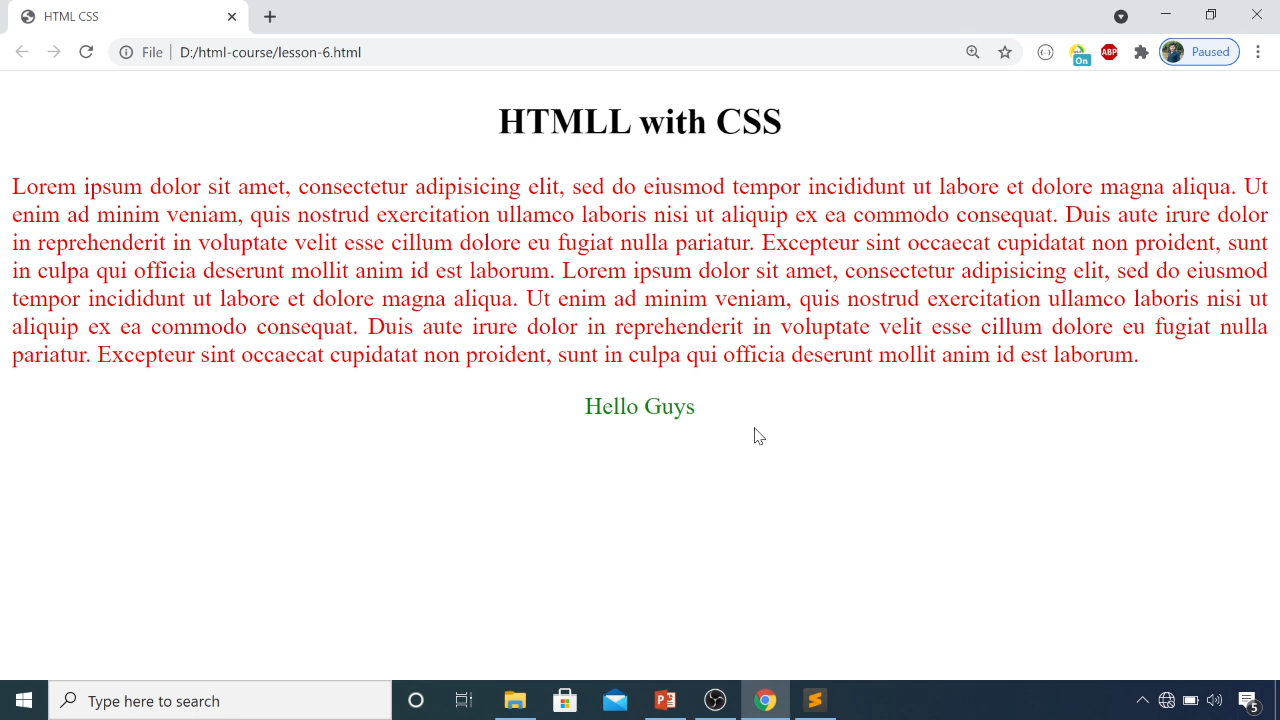 HTML CSS
File
D:/html-course/lesson-6.html
On
ABP
Paused
HTMLL with CSS
Lorem ipsum dolor sit amet, consectetur adipisicing elit, sed do eiusmod tempor incididunt ut labore et dolore magna aliqua. Ut
enim ad minim veniam, quis nostrud exercitation ullamco laboris nisi ut aliquip ex ea commodo consequat. Duis aute irure dolor
in reprehenderit in voluptate velit esse cillum dolore eu fugiat nulla pariatur. Excepteur sint occaecat cupidatat non proident, sunt
in culpa qui officia deserunt mollit anim id est laborum. Lorem ipsum dolor sit amet, consectetur adipisicing elit, sed do eiusmod
tempor incididunt ut labore et dolore magna aliqua. Ut enim ad minim veniam, quis nostrud exercitation ullamco laboris nisi ut
aliquip ex ea commodo consequat. Duis aute irure dolor in reprehenderit in voluptate velit esse cillum dolore eu fugiat nulla
pariatur. Excepteur sint occaecat cupidatat non proident, sunt in culpa qui officia deserunt mollit anim id est laborum.
Hello Guys
Type here to search
5